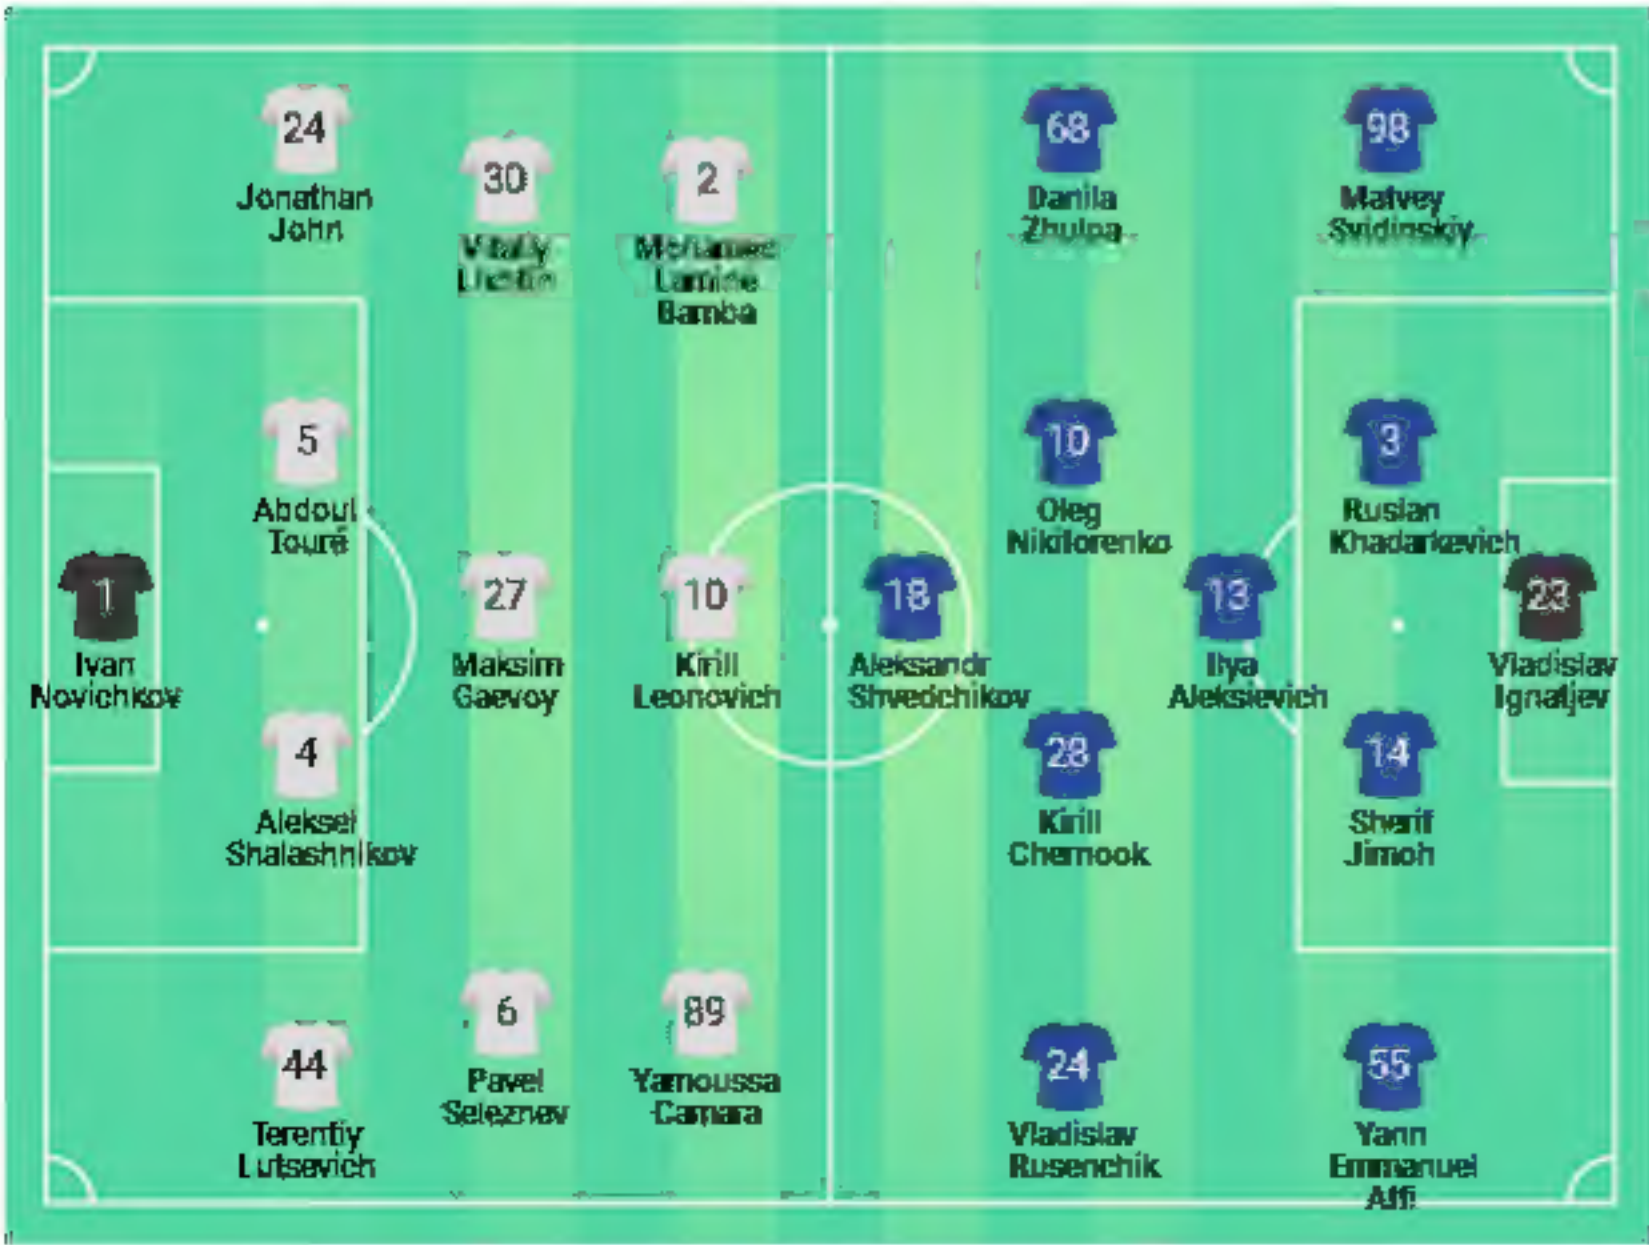 24
Jonathan
John
30
Vitaliy
2
Lamine
Bamba
5
Abdoul
Touré
1
Ivan
Novichkov
27
Maksim
Gaevoy
10
Kirill
Leonovich
4
Aleksei
Shalashnikov
44
Terentiy
Lutsevich
6
Pavel
Seleznev
89
Yamoussa
Camara
68
Danila
Zhulpa
98
Matvey
Svidinskiy
10
Oleg
Nikiforenko
3
Ruslan
Khadarkevich
18
Aleksandr
Shvedchikov
13
Ilya
Aleksievich
23
Vladislav
Ignatjev
28
Kirill
Chernook
14
Sherif
Jimoh
24
Vladislav
Rusenchik
55
Yann
Emmanuel
Affi